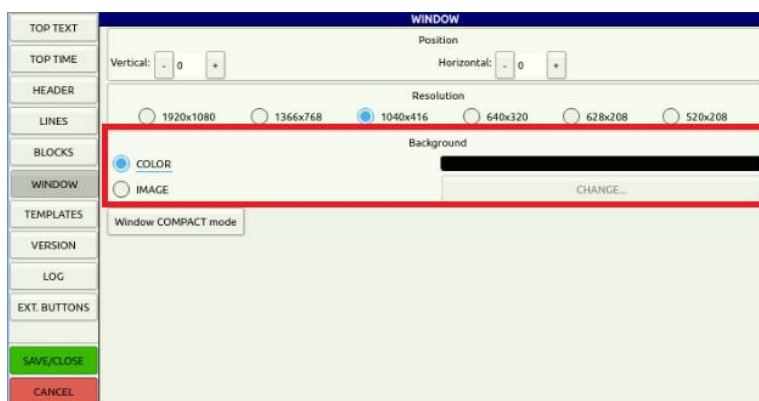 TOP TEXT
TOP TIME
HEADER
LINES
BLOCKS
WINDOW
TEMPLATES
VERSION
LOG
EXT. BUTTONS
SAVE/CLOSE
CANCEL
WINDOW
Position
Vertical: - 0 + Horizontal: - 0 +
Resolution
1920x1080 1366x768 1040x416 640x320 628x208 520x208
Background
COLOR
IMAGE CHANGE...
Window COMPACT mode